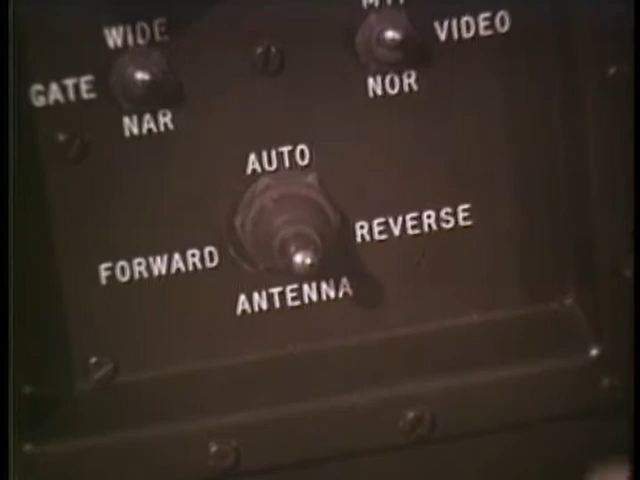 WIDE
GATE
NAR
VIDEO
NOR
AUTO
FORWARD
REVERSE
ANTENNA